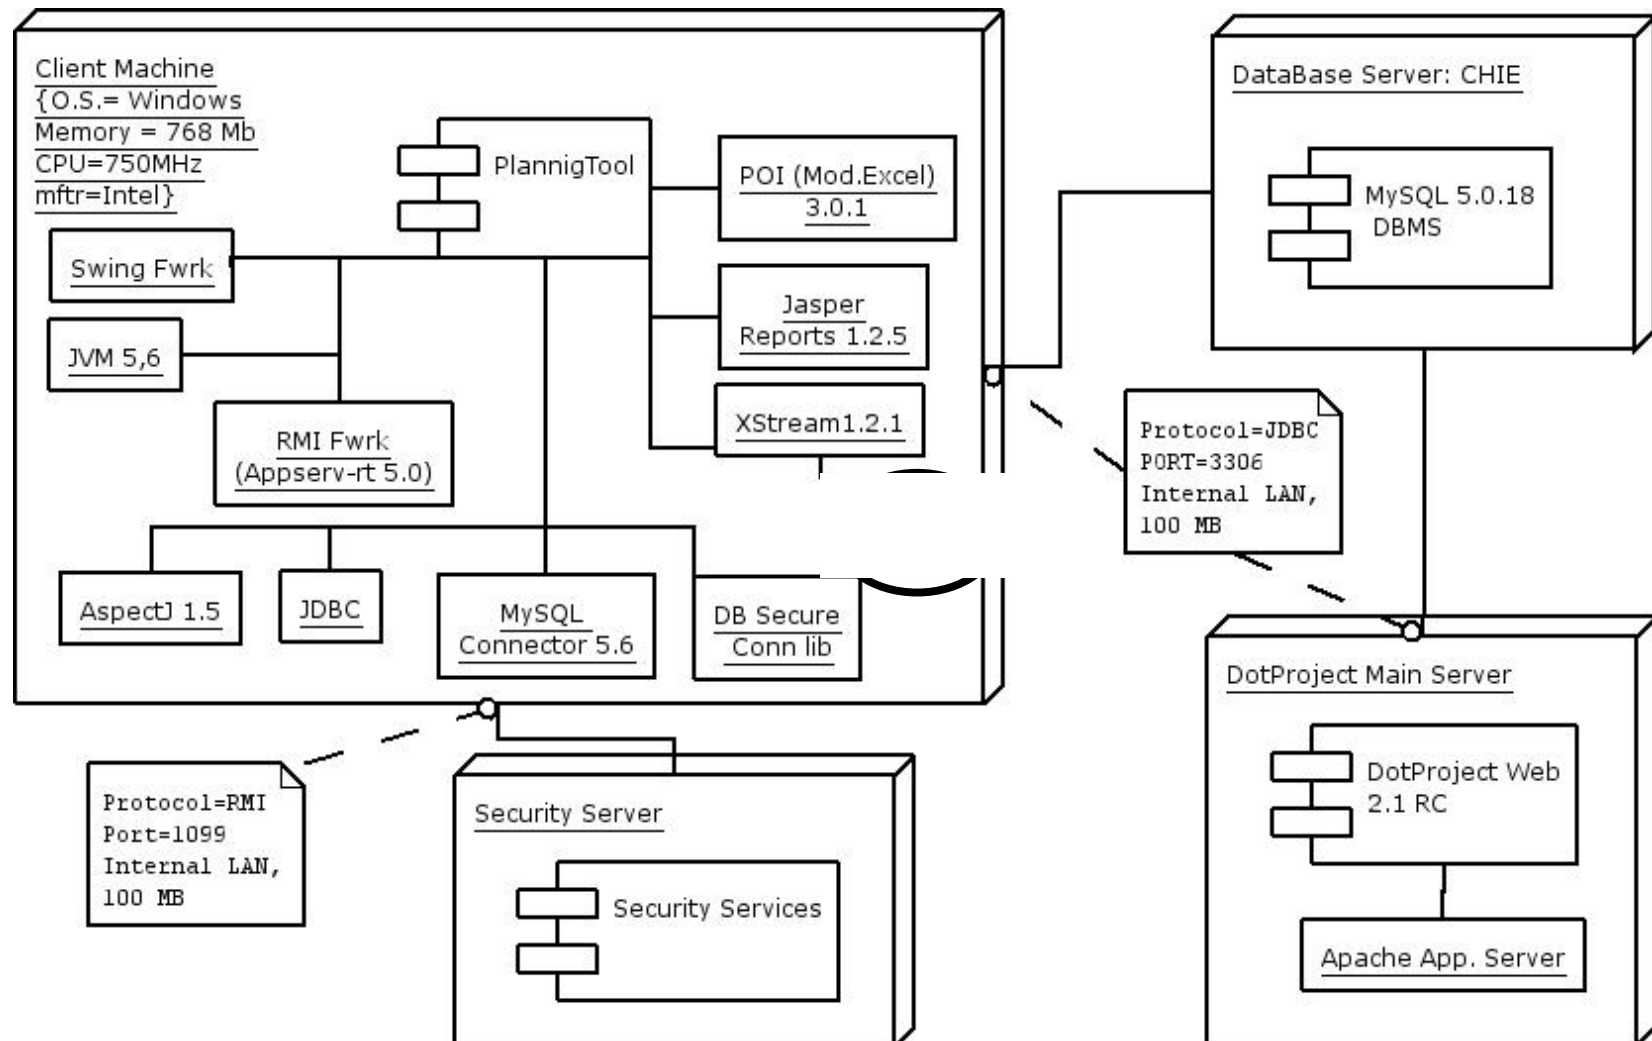 Client Machine
{O.S.= Windows
Memory = 768 Mb
CPU=750MHz
mftr=Intel}
PlannigTool
POI (Mod.Excel)
3.0.1
Swing Fwrk
Jasper
Reports 1.2.5
JVM 5,6
XStream1.2.1
RMI Fwrk
(Appserv-rt 5.0)
AspectJ 1.5
JDBC
MySQL
Connector 5.6
DB Secure
Conn lib
DataBase Server: CHIE
MySQL 5.0.18
DBMS
Protocol=JDBC
PORT=3306
Internal LAN,
100 MB
Protocol=RMI
Port=1099
Internal LAN,
100 MB
Security Server
Security Services
DotProject Main Server
DotProject Web
2.1 RC
Apache App. Server